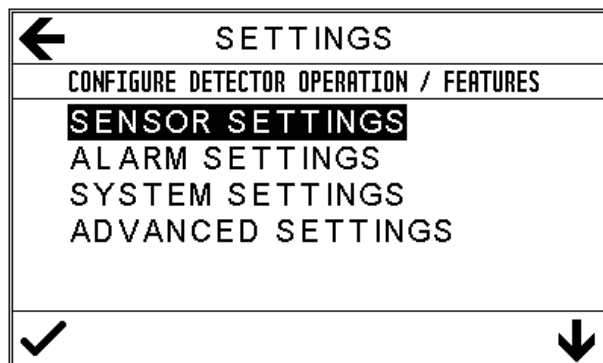 SETTINGS
CONFIGURE DETECTOR OPERATION / FEATURES
SENSOR SETTINGS
ALARM SETTINGS
SYSTEM SETTINGS
ADVANCED SETTINGS